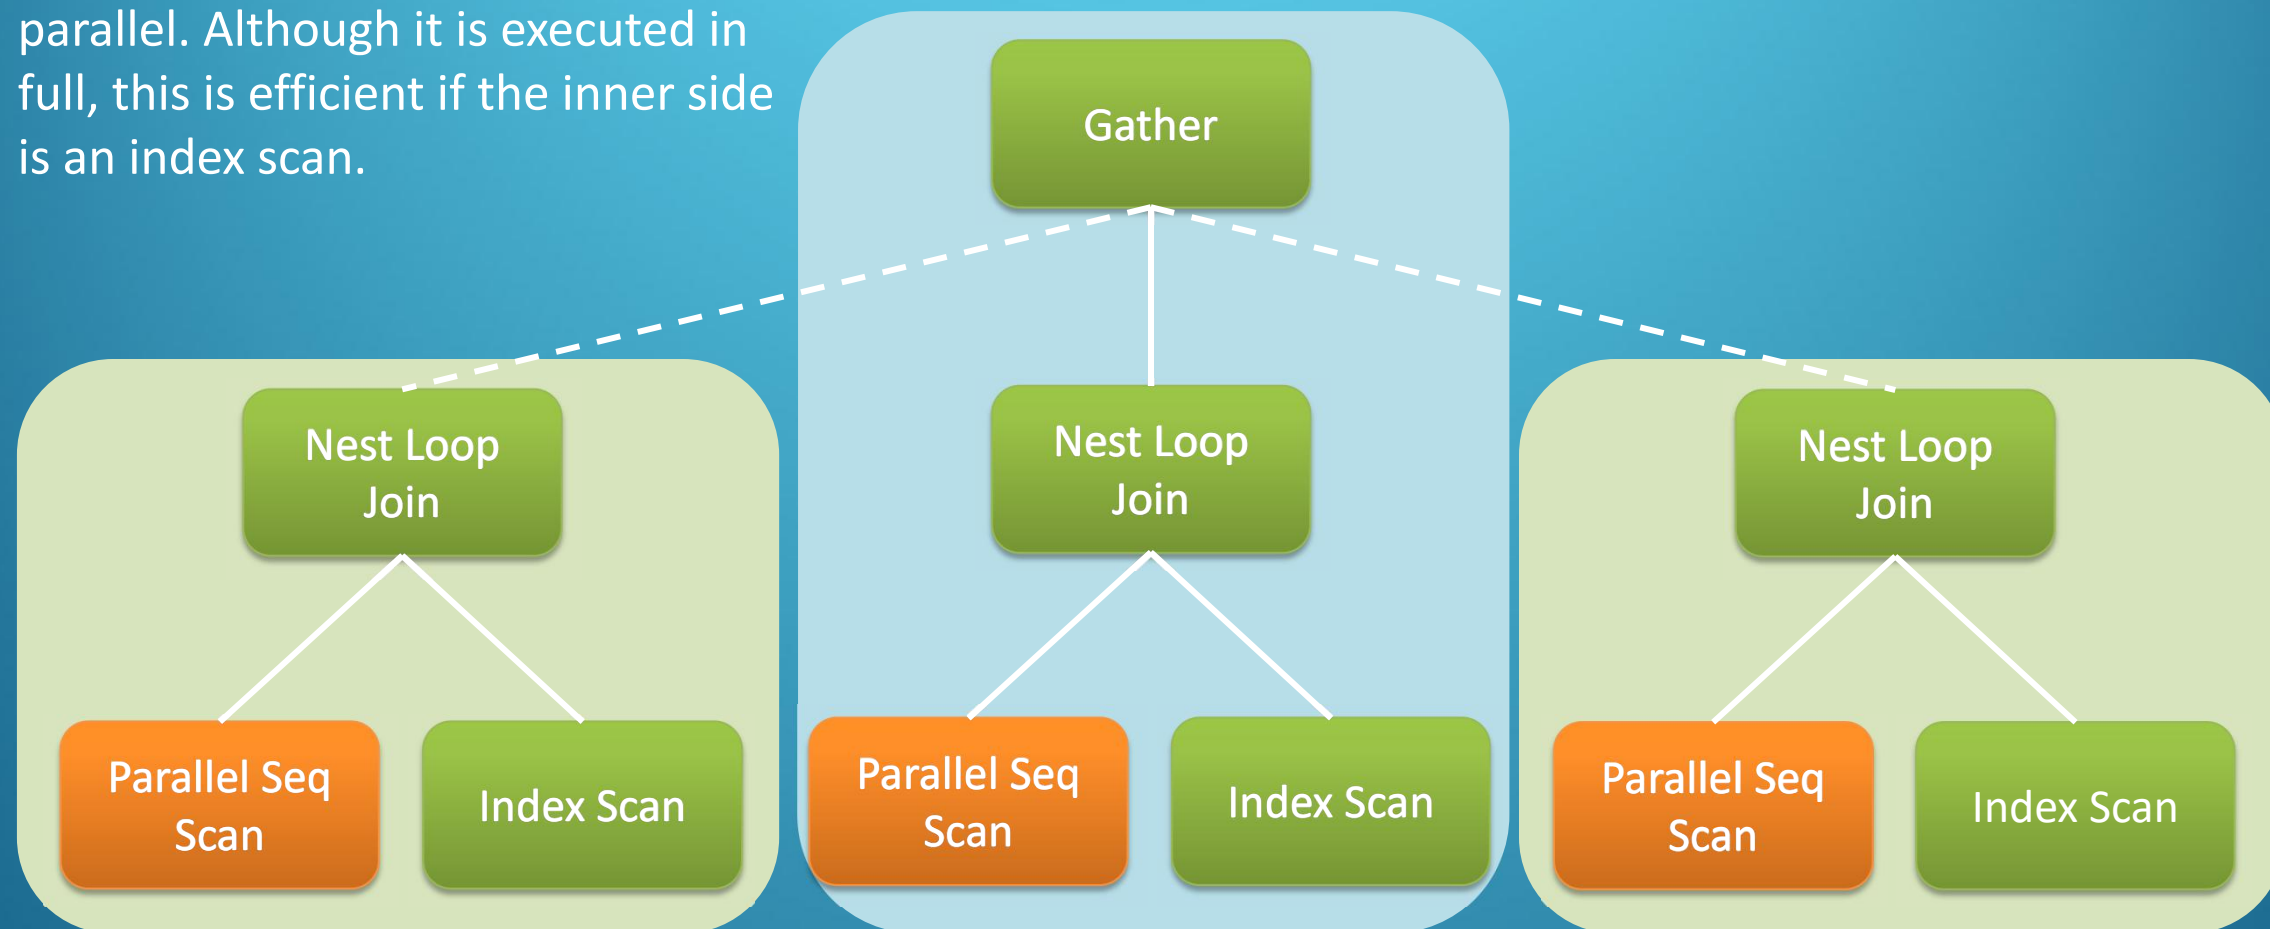 parallel. Although it is executed in
full, this is efficient if the inner side
is an index scan.
Gather
Nest Loop
Join
Nest Loop
Join
Nest Loop
Join
Parallel Seq
Scan
Index Scan
Parallel Seq
Scan
Index Scan
Parallel Seq
Scan
Index Scan